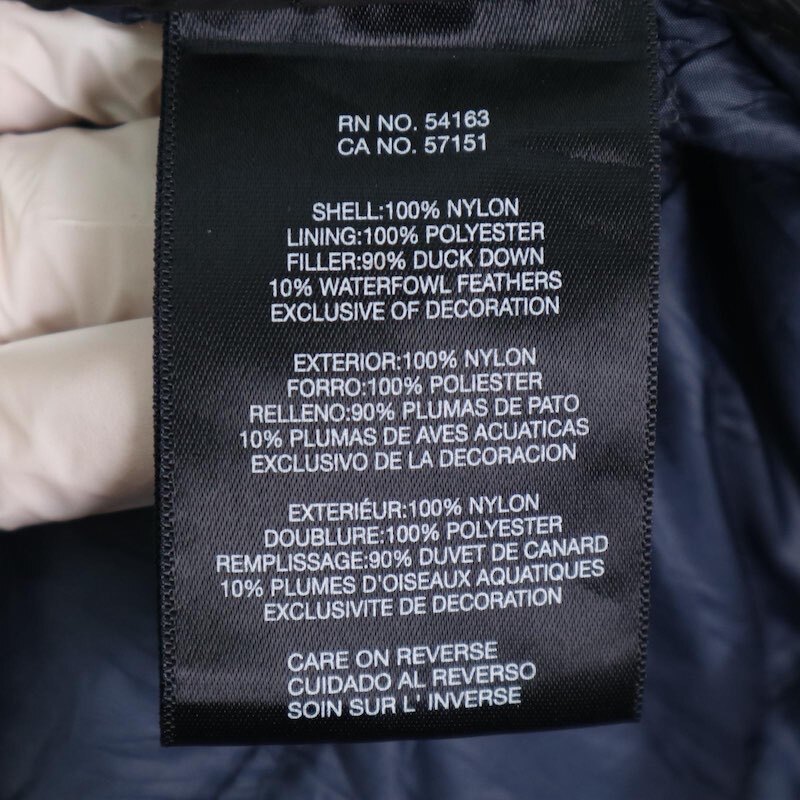 RN NO. 54163
CA NO. 57151
SHELL:100% NYLON
LINING:100% POLYESTER
FILLER:90% DUCK DOWN
10% WATERFOWL FEATHERS
EXCLUSIVE OF DECORATION
EXTERIOR:100% NYLON
FORRO:100% POLIESTER
RELLENO:90% PLUMAS DE PATO
10% PLUMAS DE AVES ACUATICAS
EXCLUSIVO DE LA DECORACION
EXTERIÉUR:100% NYLON
DOUBLURE:100% POLYESTER
REMPLISSAGE:90% DUVET DE CANARD
10% PLUMES D'OISEAUX AQUATIQUES
EXCLUSIVITE DE DECORATION
CARE ON REVERSE
CUIDADO AL REVERSO
SOIN SUR L' INVERSE